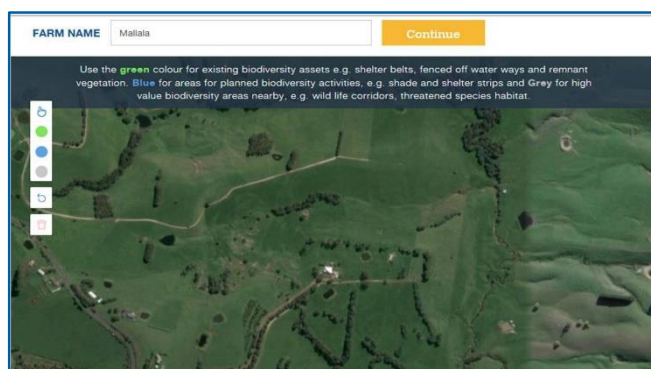 FARM NAME Mallala Continue
Use the green colour for existing biodiversity assets e.g. shelter belts, fenced off water ways and remnant
vegetation. Blue for areas for planned biodiversity activities, e.g. shade and shelter strips and Grey for high
value biodiversity areas nearby, e.g. wild life corridors, threatened species habitat.